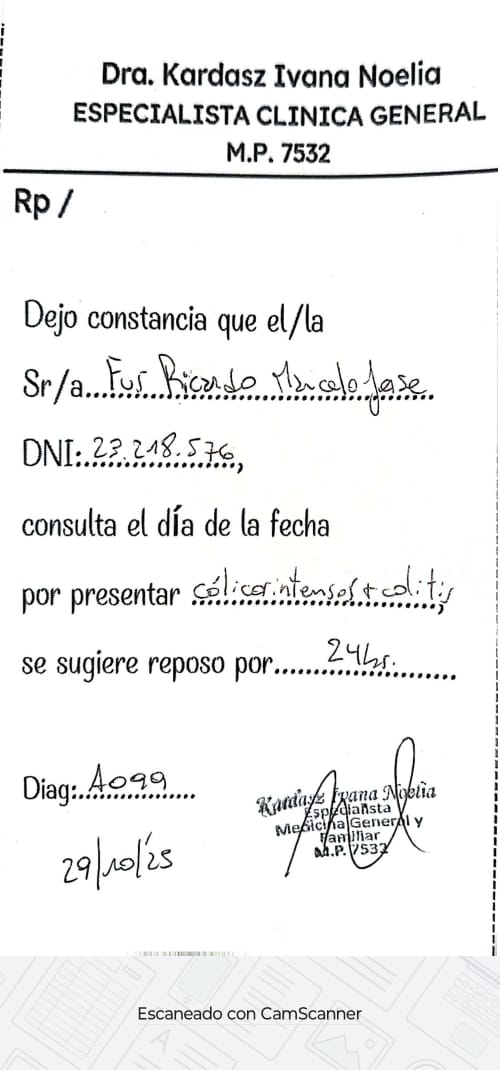 Dra. Kardasz Ivana Noelia
ESPECIALISTA CLINICA GENERAL
M.P. 7532
Rp /
Dejo constancia que el/la
Sr/a... Fus Ricardo Marcelo Jose
DNI: 23.218.576,
consulta el día de la fecha
por presentar cólicos intensos + colitis,
se sugiere reposo por... 24hs.
Diag: A099
29/10/25
Kardasz Ivana Noelia
Especialista
Medicina General y
Familiar
M.P. 7532
Escaneado con CamScanner